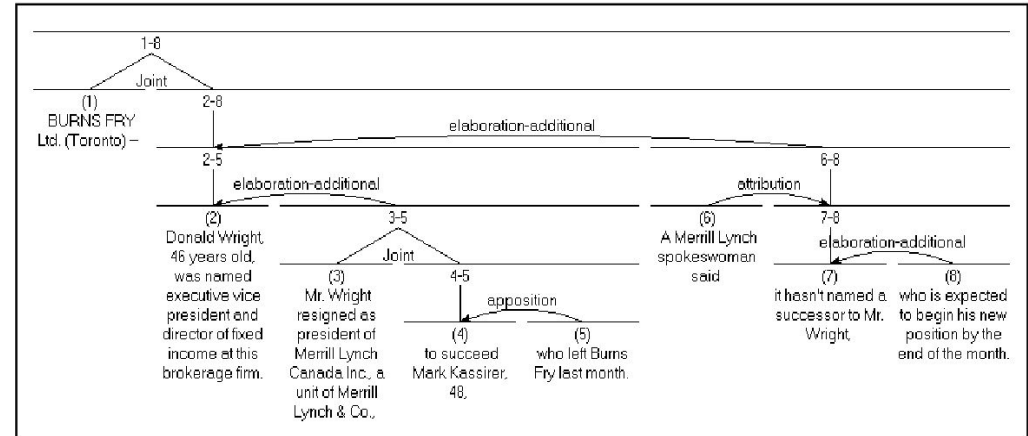 1-8
Joint
(1)
2-8
BURNS FRY
Ltd. (Toronto) –
elaboration-additional
2-5
6-8
elaboration-additional
attribution
(2)
3-5
(6)
7-8
Donald Wright,
46 years old,
was named
executive vice
president and
director of fixed
income at this
brokerage firm.
Joint
A Merrill Lynch
spokeswoman
said
elaboration-additional
(3)
4-5
(7)
(8)
Mr. Wright
resigned as
president of
Merrill Lynch
Canada Inc., a
unit of Merrill
Lynch & Co.,
apposition
it hasn't named a
successor to Mr.
Wright,
who is expected
to begin his new
position by the
end of the month.
(4)
(5)
to succeed
Mark Kassirer,
48,
who left Burns
Fry last month.